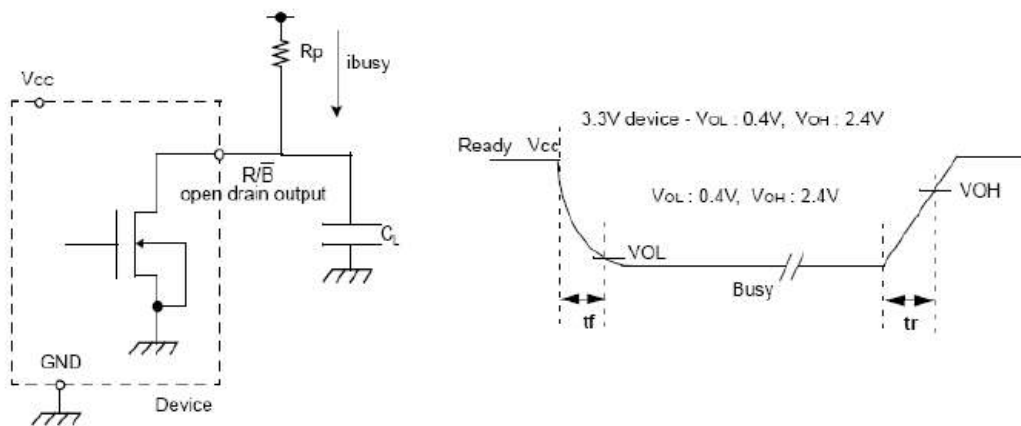 Rp
ibusy
Vcc
R/B̅
open drain output
CL
GND
Device
3.3V device - VOL : 0.4V, VOH : 2.4V
Ready Vcc
VOL : 0.4V, VOH : 2.4V
VOH
VOL
Busy
tf
tr